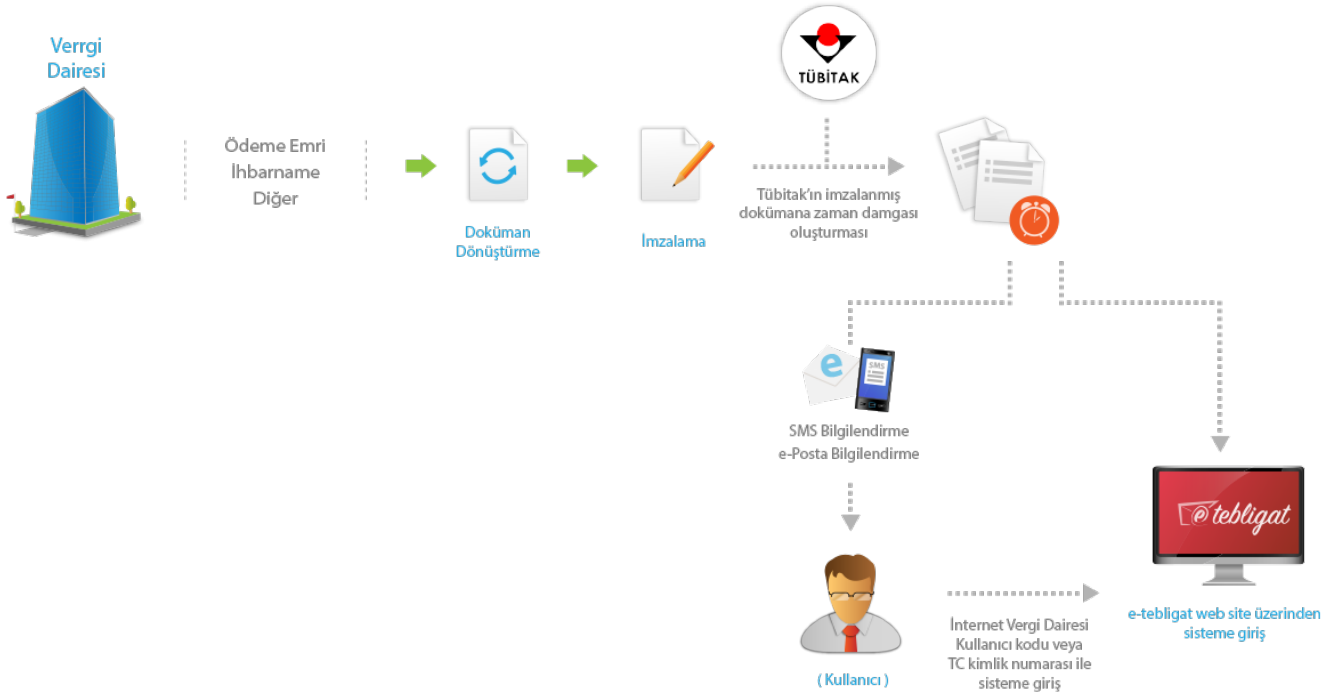 Verrgi
Dairesi
Ödeme Emri
İhbarname
Diğer
Doküman
Dönüştürme
İmzalama
TÜBİTAK
Tübitak’ın imzalanmış
dokümana zaman damgası
oluşturması
SMS
e
SMS Bilgilendirme
e-Posta Bilgilendirme
( Kullanıcı )
İnternet Vergi Dairesi
Kullanıcı kodu veya
TC kimlik numarası ile
sisteme giriş
e tebligat
e-tebligat web site üzerinden
sisteme giriş